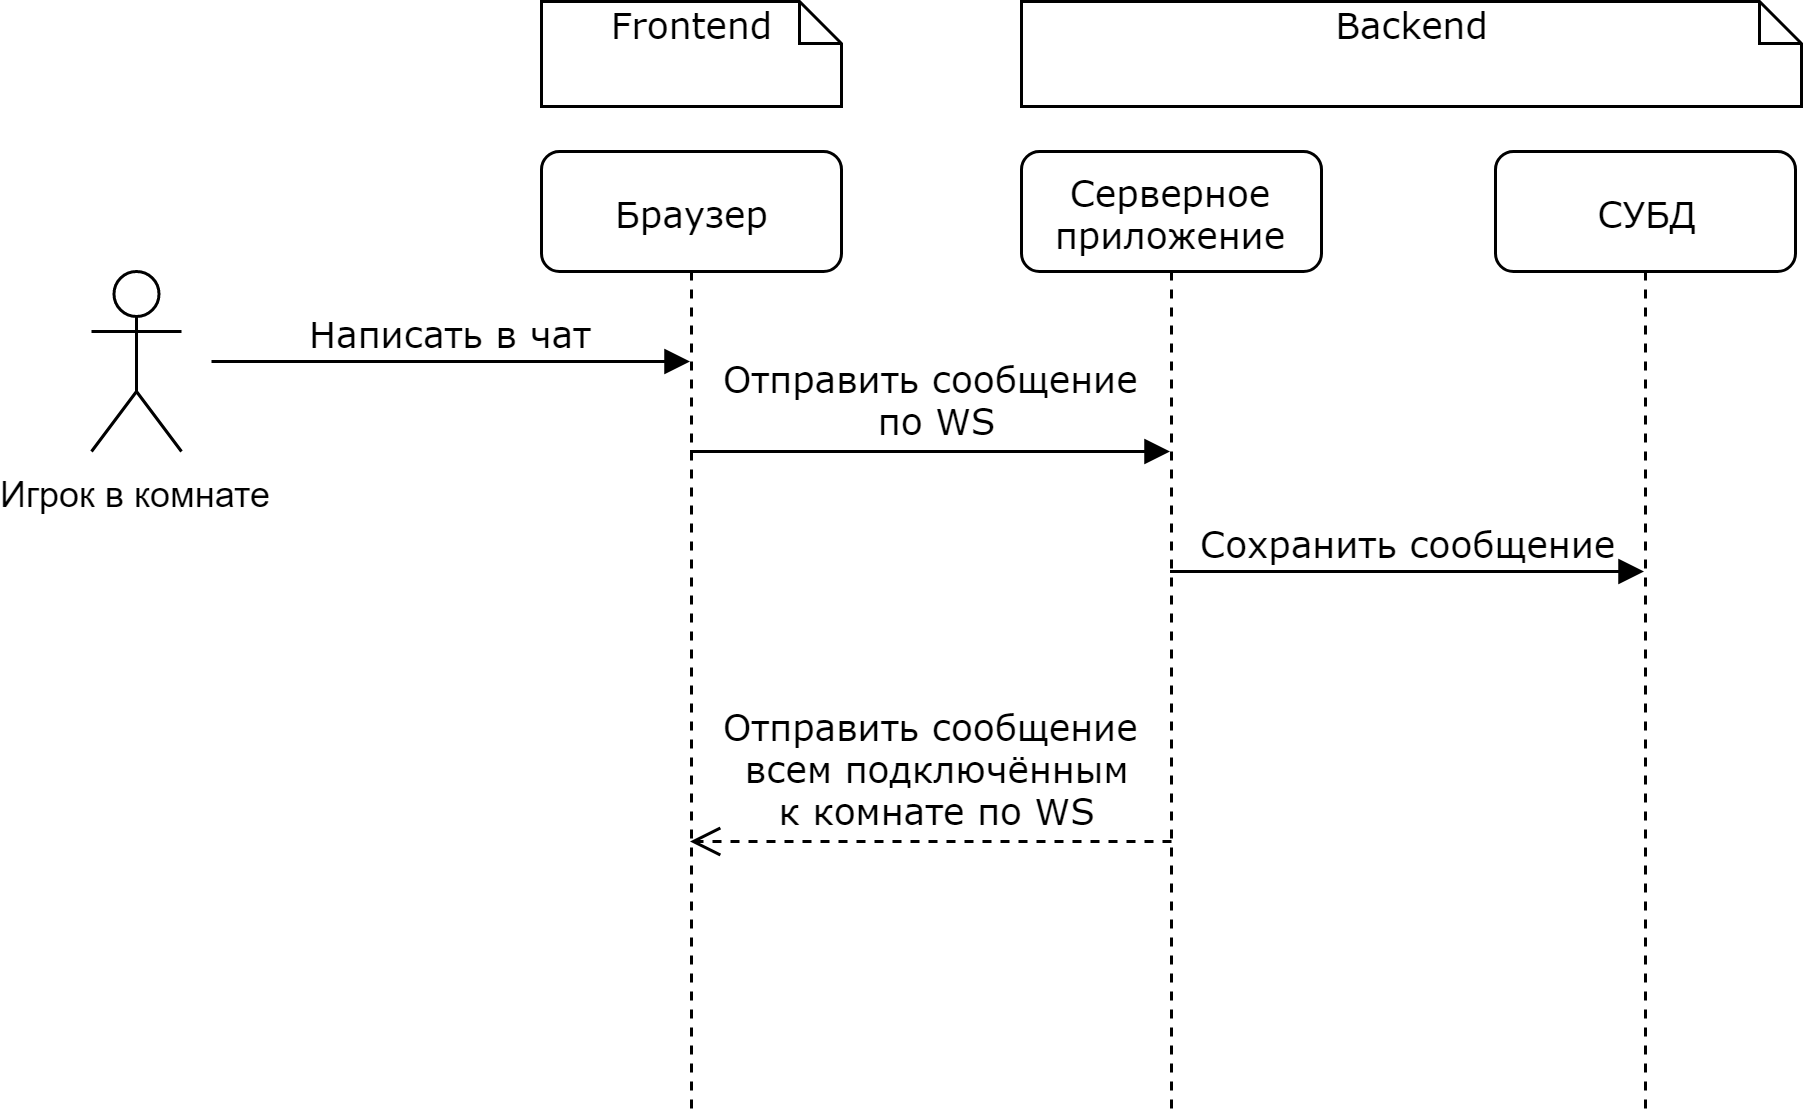 Frontend
Backend
Браузер
Серверное
приложение
СУБД
Написать в чат
Отправить сообщение
по WS
Игрок в комнате
Сохранить сообщение
Отправить сообщение
всем подключённым
к комнате по WS